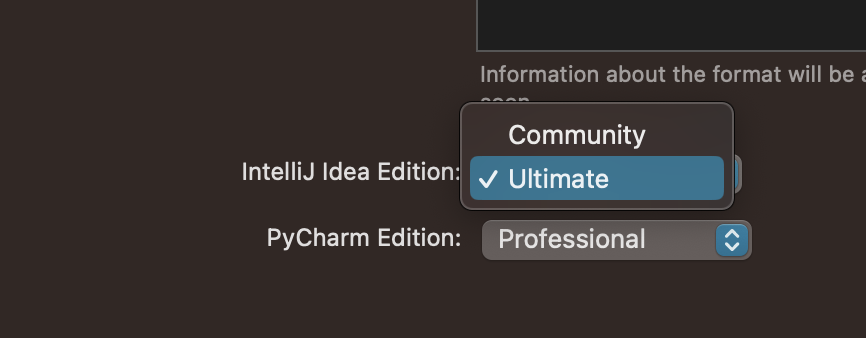 Information about the format will be
Community
IntelliJ Idea Edition:
✓ Ultimate
PyCharm Edition:
Professional